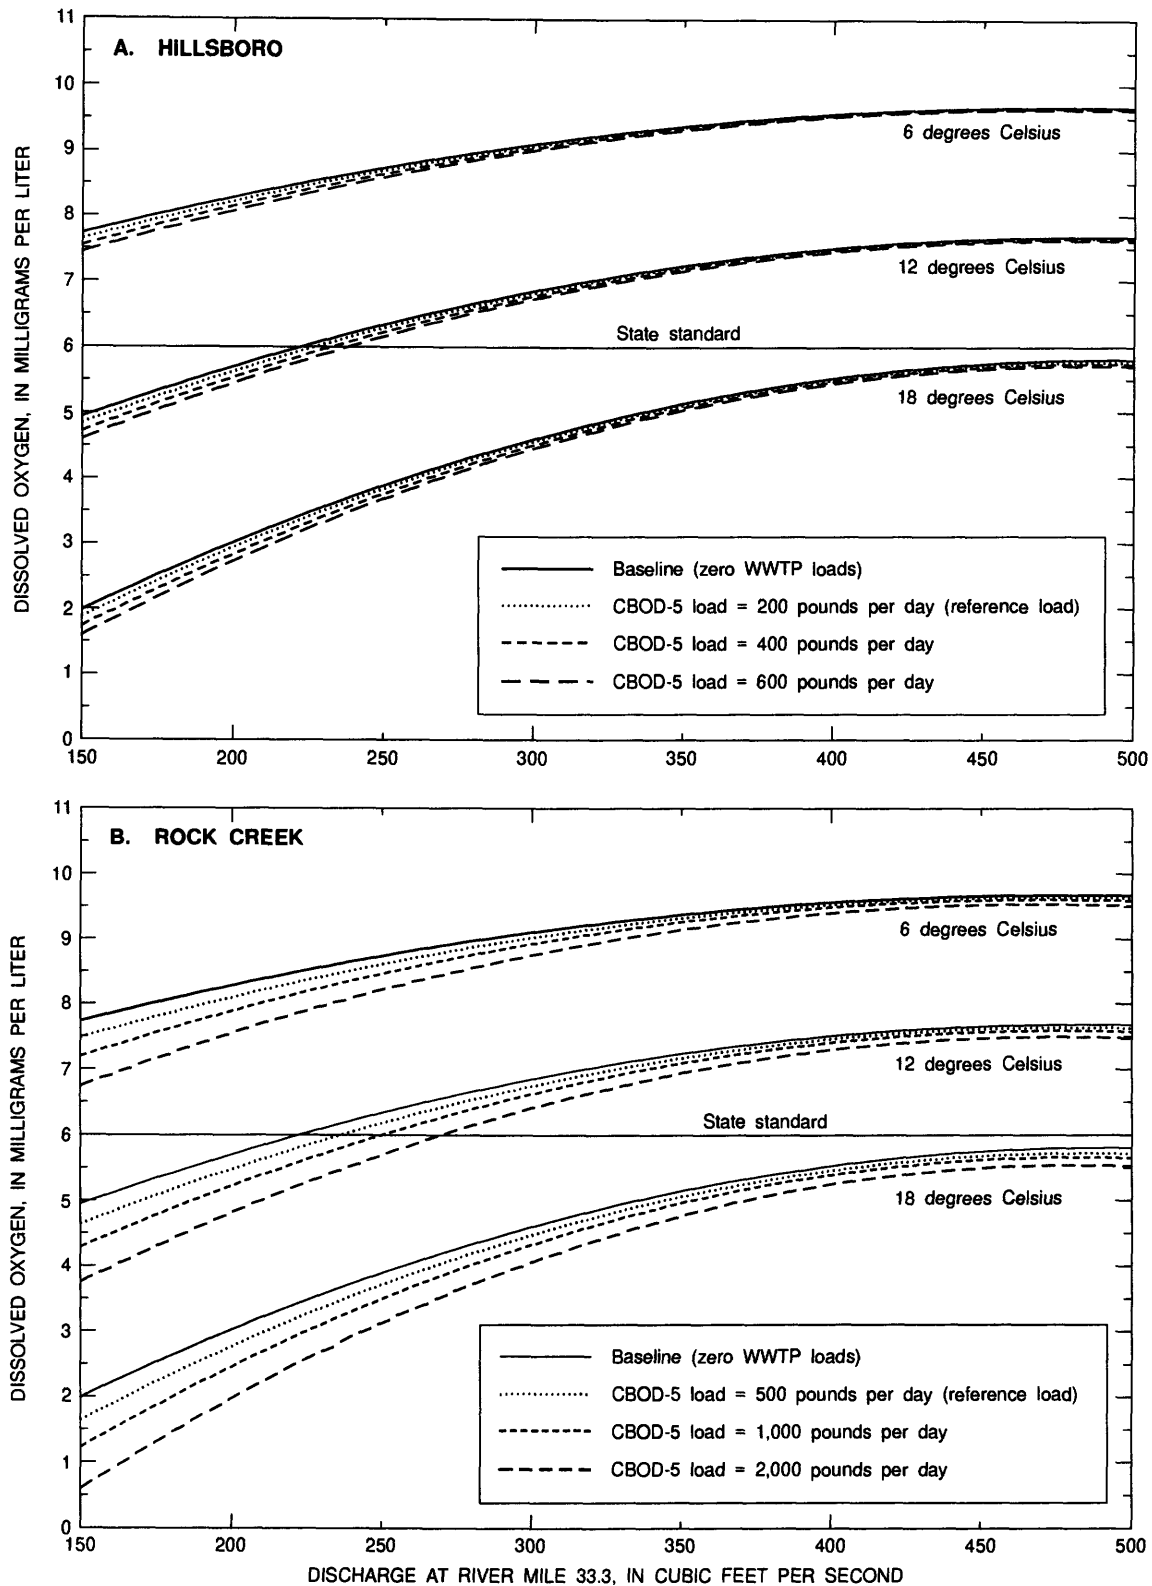 A. HILLSBORO
11
10
9
8
7
6
5
4
3
2
1
0
DISSOLVED OXYGEN, IN MILLIGRAMS PER LITER
6 degrees Celsius
12 degrees Celsius
State standard
18 degrees Celsius
Baseline (zero WWTP loads)
CBOD-5 load = 200 pounds per day (reference load)
CBOD-5 load = 400 pounds per day
CBOD-5 load = 600 pounds per day
150 200 250 300 350 400 450 500
B. ROCK CREEK
11
10
9
8
7
6
5
4
3
2
1
0
DISSOLVED OXYGEN, IN MILLIGRAMS PER LITER
6 degrees Celsius
12 degrees Celsius
State standard
18 degrees Celsius
Baseline (zero WWTP loads)
CBOD-5 load = 500 pounds per day (reference load)
CBOD-5 load = 1,000 pounds per day
CBOD-5 load = 2,000 pounds per day
150 200 250 300 350 400 450 500
DISCHARGE AT RIVER MILE 33.3, IN CUBIC FEET PER SECOND